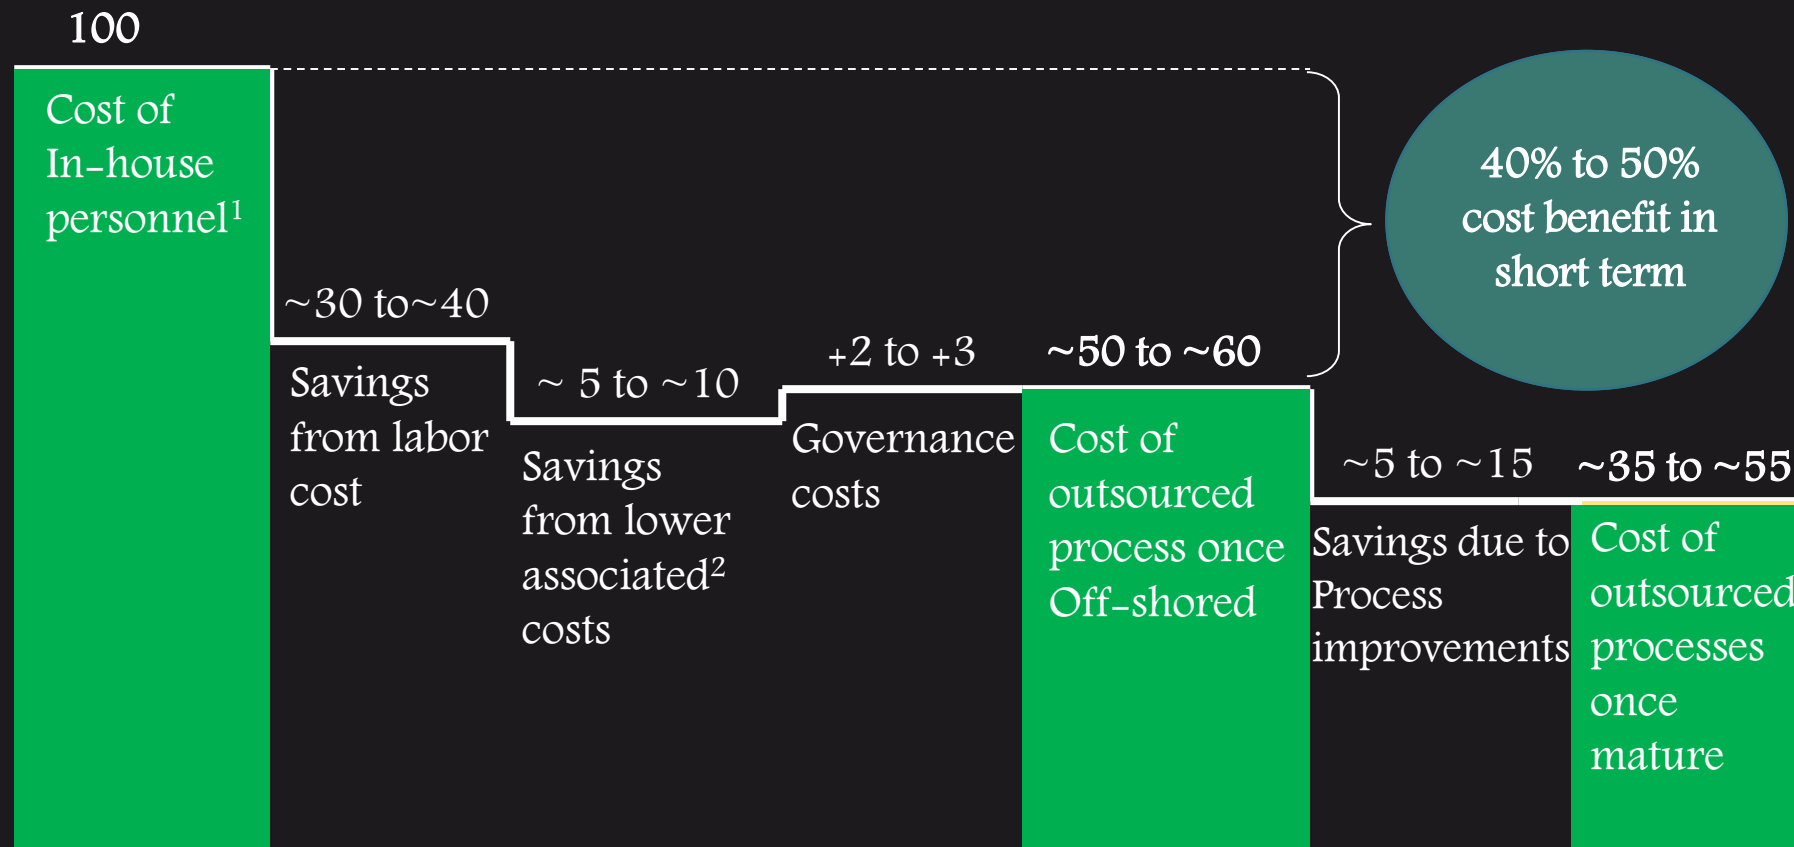 100
Cost of
In-house
personnel¹
~30 to~40
Savings
from labor
cost
~ 5 to ~10
Savings
from lower
associated²
costs
+2 to +3
Governance
costs
~50 to ~60
Cost of
outsourced
process once
Off-shored
40% to 50%
cost benefit in
short term
~5 to ~15
Savings due to
Process
improvements
~35 to ~55
Cost of
outsourced
processes
once
mature